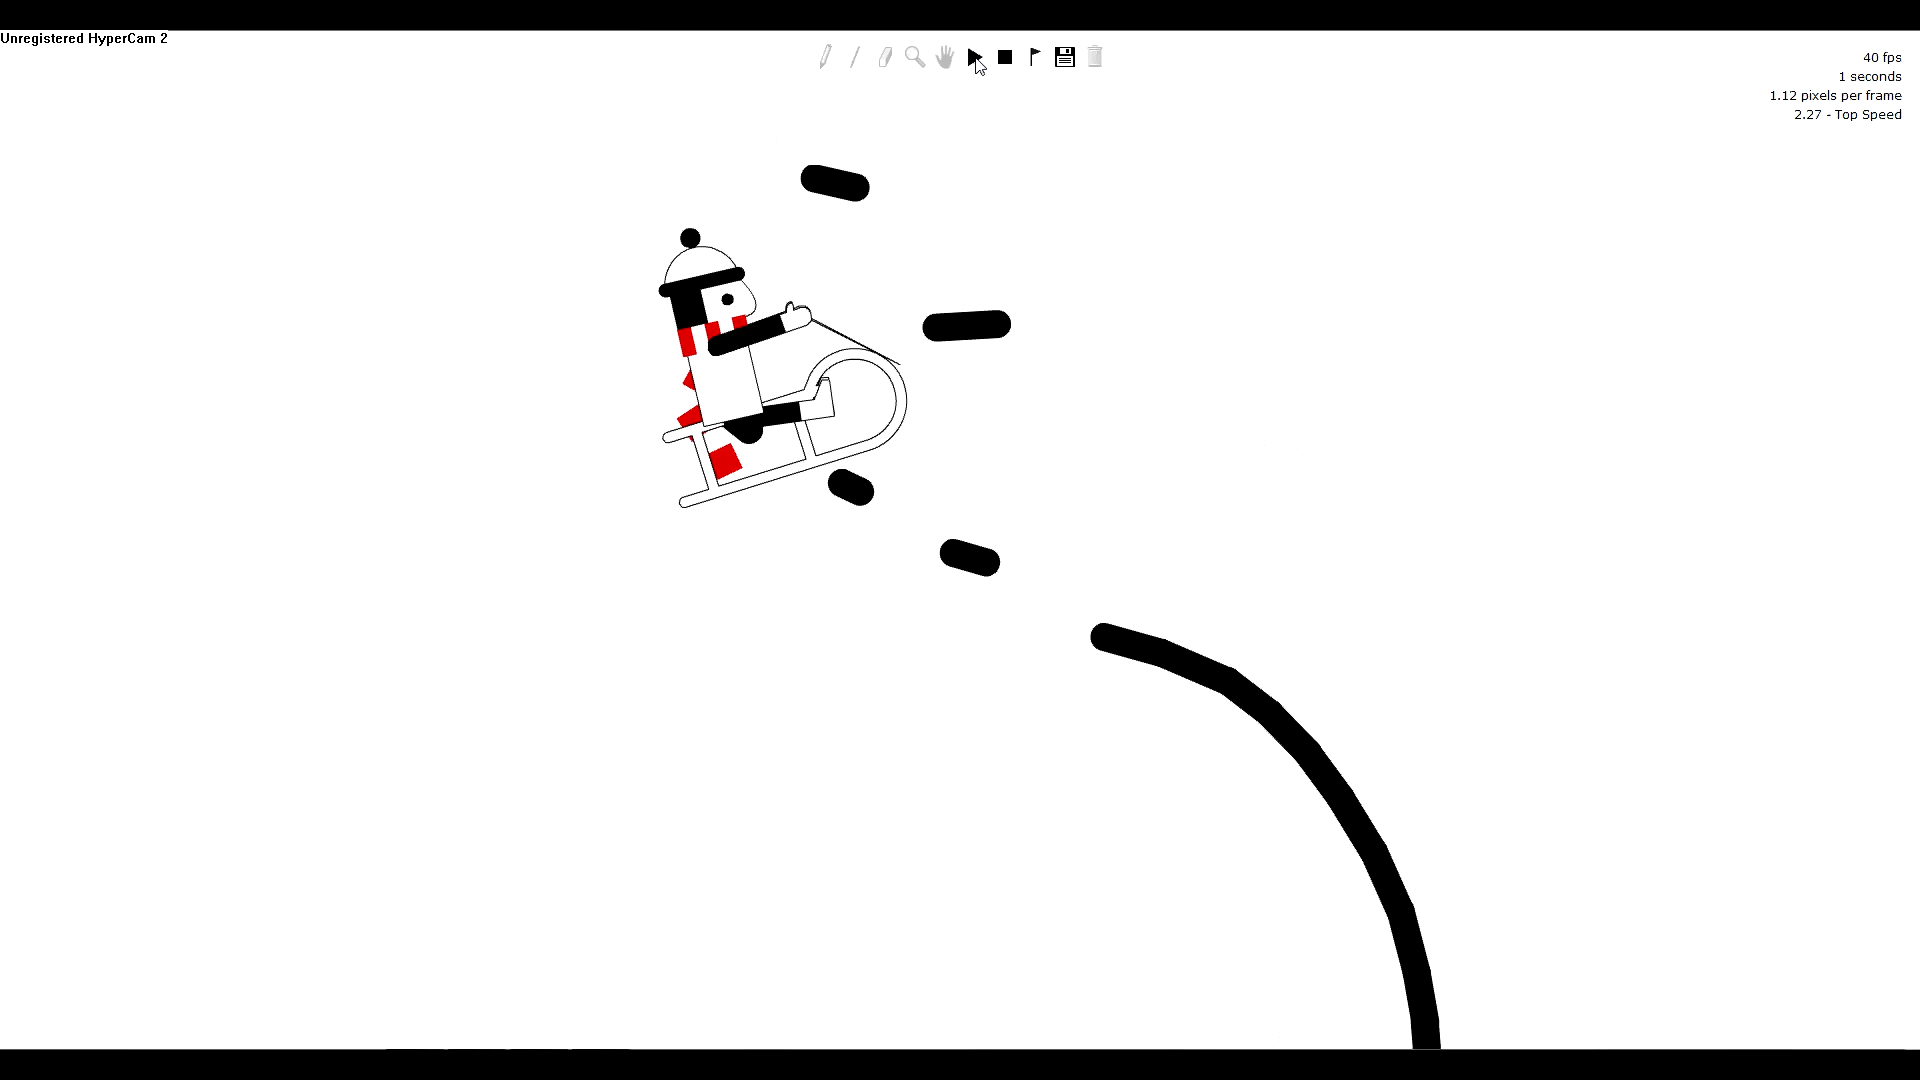 Unregistered HyperCam 2
40 fps
1 seconds
1.12 pixels per frame
2.27 - Top Speed